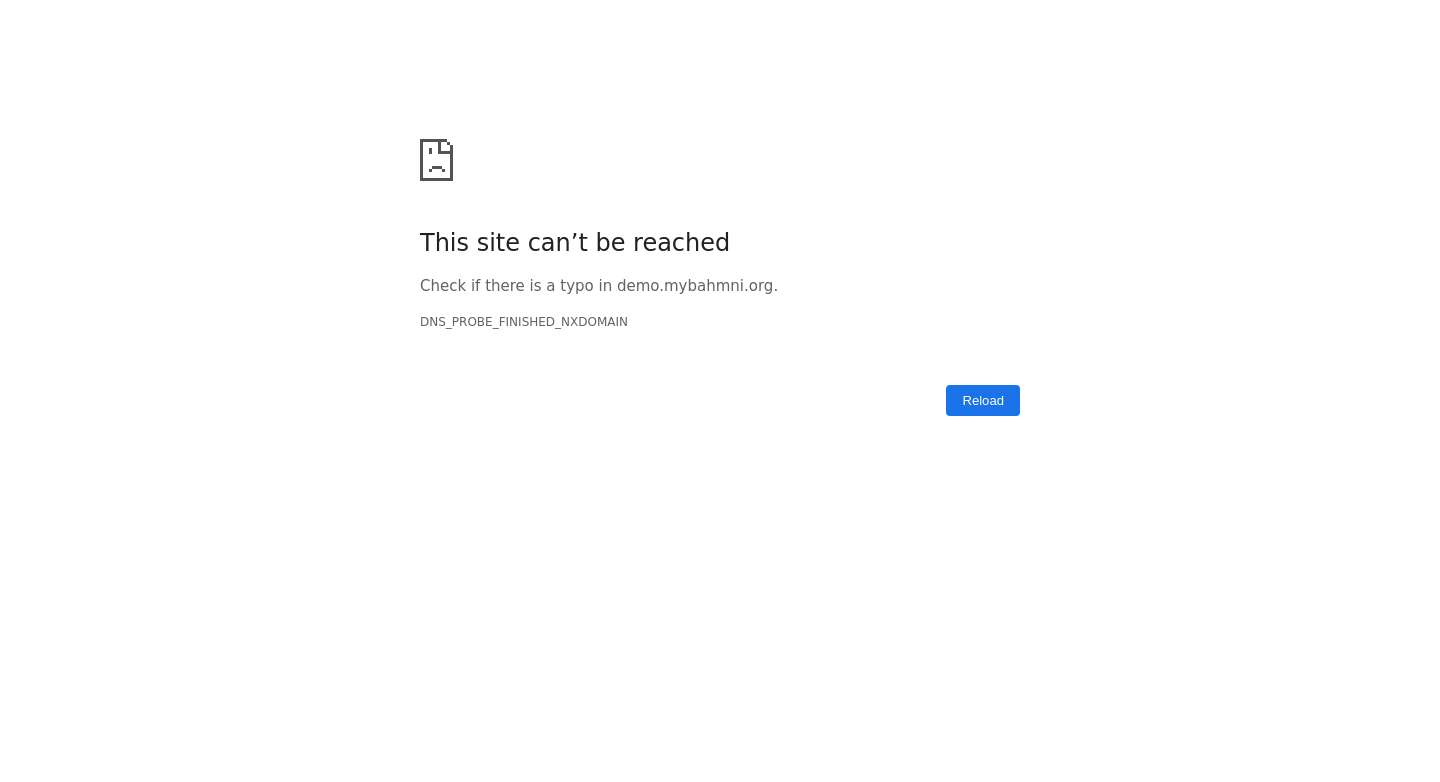 This site can’t be reached
Check if there is a typo in demo.mybahmni.org.
DNS_PROBE_FINISHED_NXDOMAIN
Reload